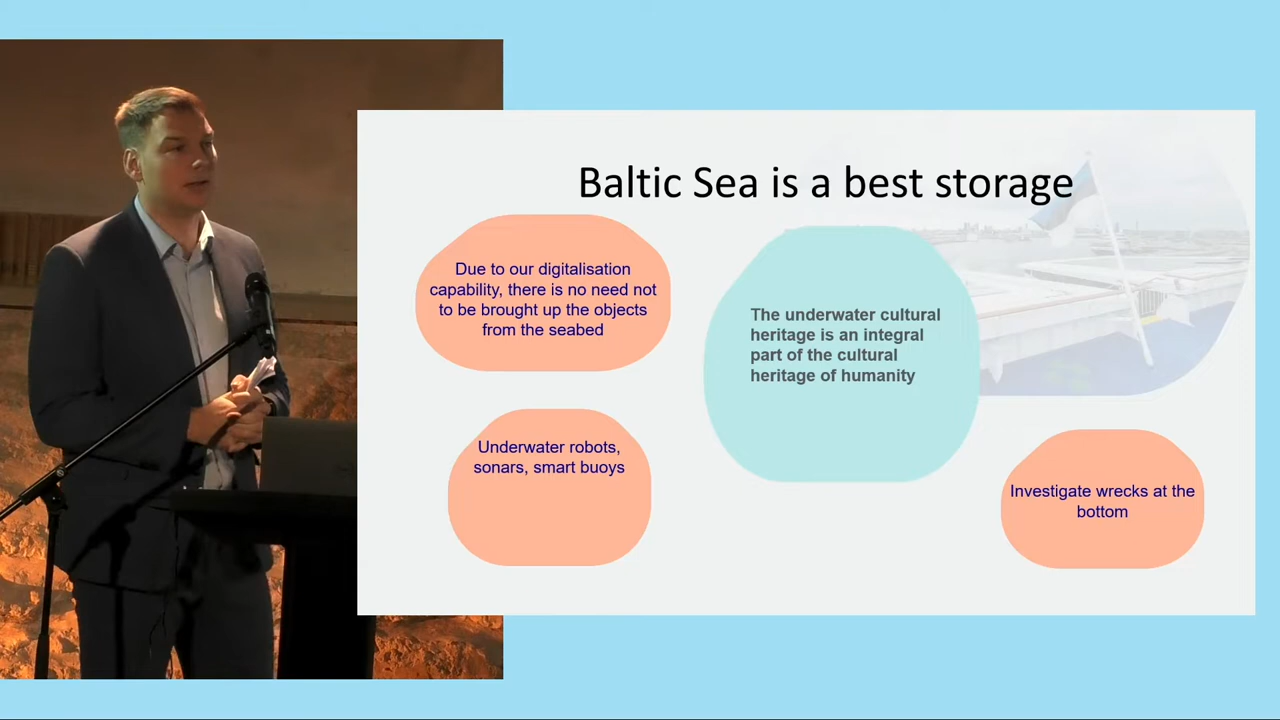 Baltic Sea is a best storage
Due to our digitalisation
capability, there is no need not
to be brought up the objects
from the seabed
The underwater cultural
heritage is an integral
part of the cultural
heritage of humanity
Underwater robots,
sonars, smart buoys
Investigate wrecks at the
bottom